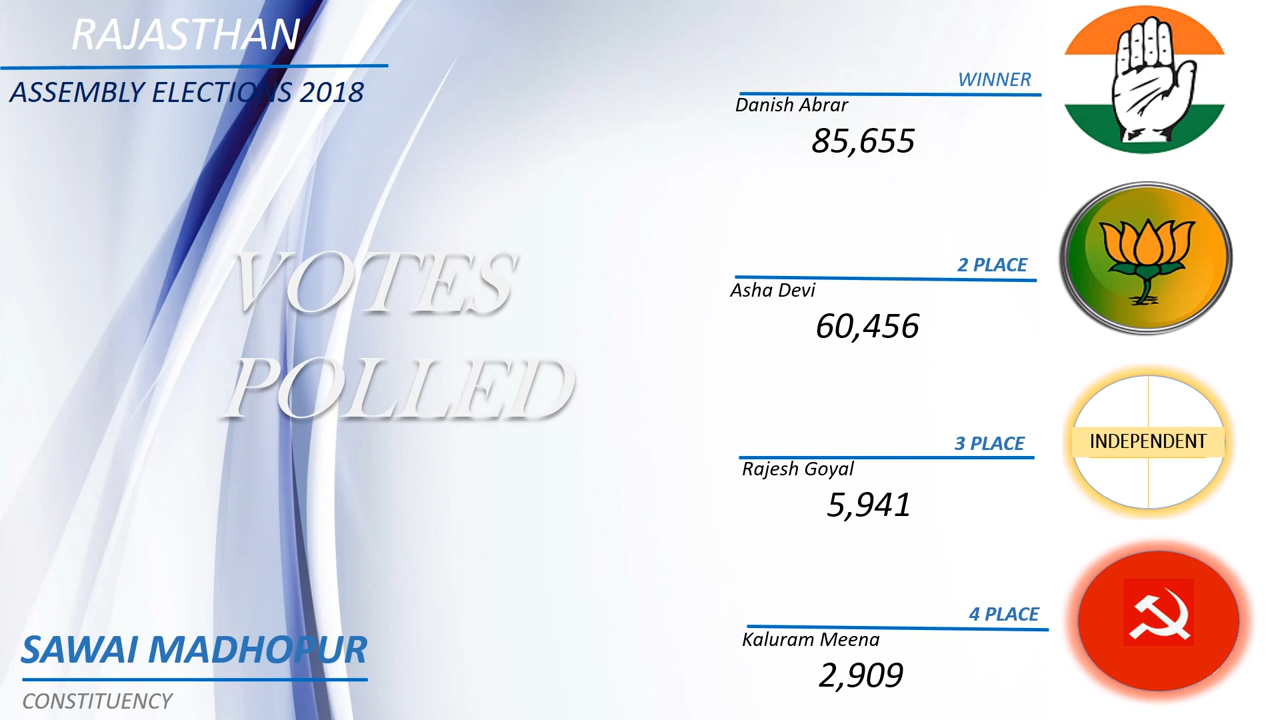 RAJASTHAN
ASSEMBLY ELECTIONS 2018
VOTES
POLLED
SAWAI MADHOPUR
CONSTITUENCY
WINNER
Danish Abrar
85,655
2 PLACE
Asha Devi
60,456
3 PLACE
Rajesh Goyal
5,941
INDEPENDENT
4 PLACE
Kaluram Meena
2,909